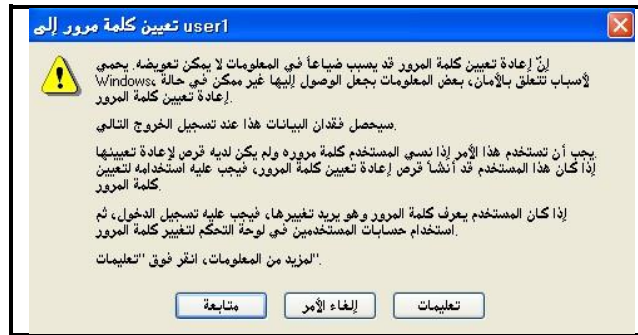 تعيين كلمة مرور إلى user1
إنّ إعادة تعيين كلمة المرور قد يسبب ضياعاً في المعلومات لا يمكن تعويضه. يحمي
Windows، لأسباب تتعلق بالأمان، بعض المعلومات بجعل الوصول إليها غير ممكن في حالة
إعادة تعيين كلمة المرور.
سيحصل فقدان البيانات هذا عند تسجيل الخروج التالي.
يجب أن تستخدم هذا الأمر إذا نسي المستخدم كلمة مروره ولم يكن لديه قرص لإعادة تعيينها
إذا كان هذا المستخدم قد أنشأ قرص إعادة تعيين كلمة المرور، فيجب عليه استخدامه لتعيين
كلمة المرور.
إذا كان المستخدم يعرف كلمة المرور وهو يريد تغييرها، فيجب عليه تسجيل الدخول، ثم
استخدام حسابات المستخدمين في لوحة التحكم لتغيير كلمة المرور.
لمزيد من المعلومات، انقر فوق "تعليمات".
متابعة
إلغاء الأمر
تعليمات